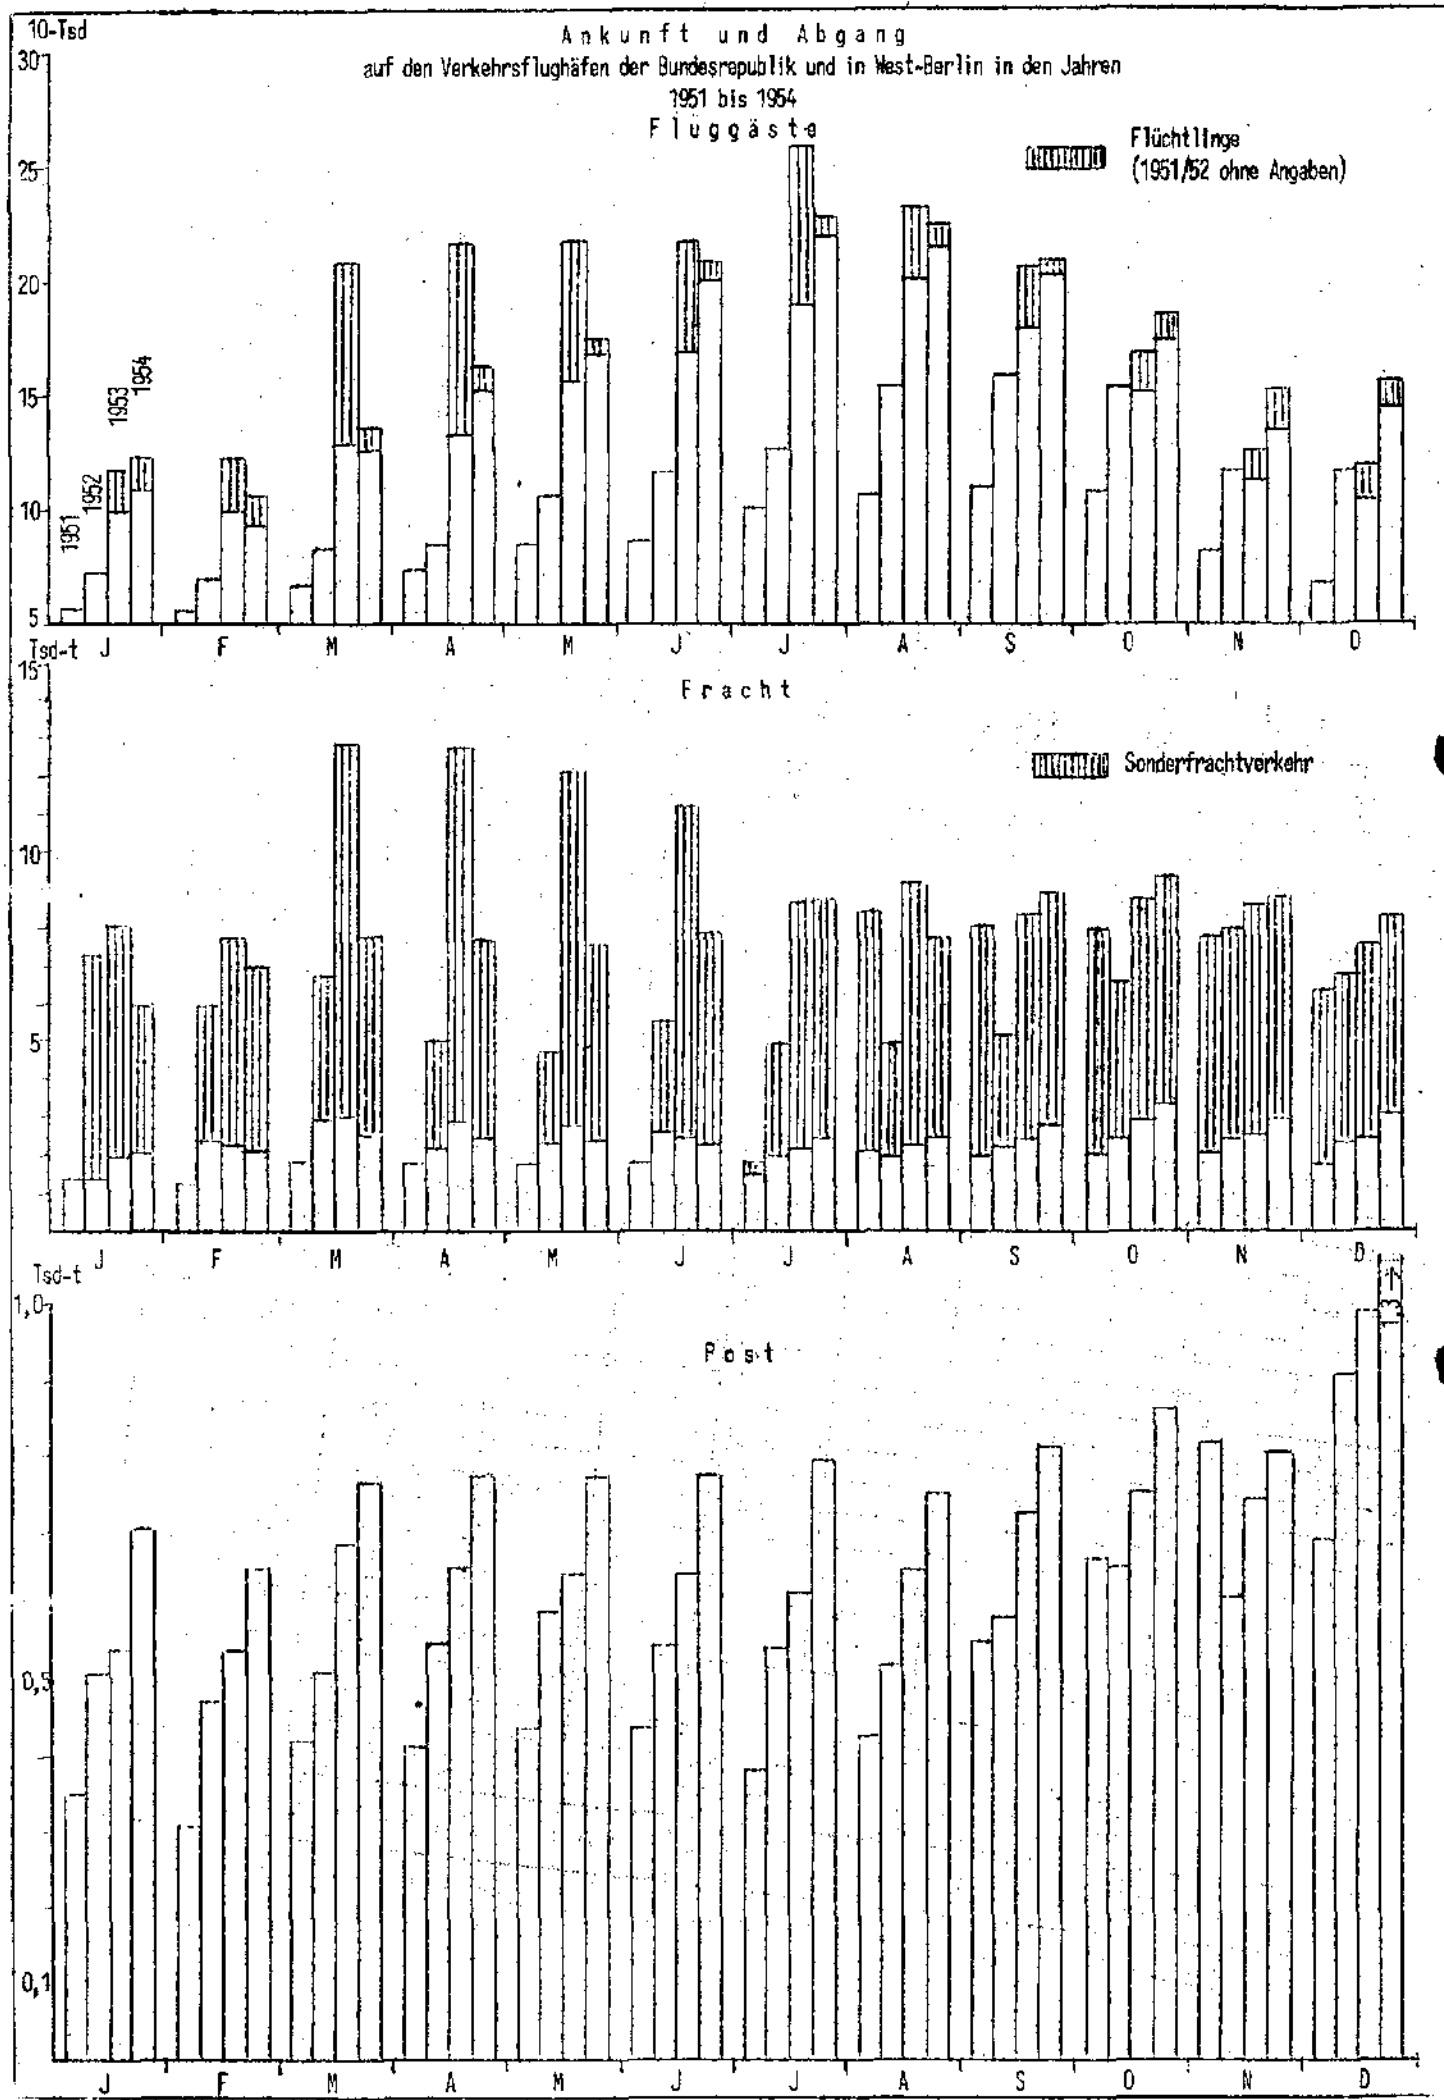 10-Tsd
Ankunft und Abgang
auf den Verkehrsflughäfen der Bundesrepublik und in West-Berlin in den Jahren
1951 bis 1954
Fluggäste
Flüchtlinge
(1951/52 ohne Angaben)
30
25
20
15
10
5
1951
1952
1953
1954
J F M A M J J A S O N D
Tsd-t
Fracht
Sonderfrachtverkehr
15
10
5
J F M A M J J A S O N D
Tsd-t
Post
1,0
0,5
0,1
1,3
J F M A M J J A S O N D